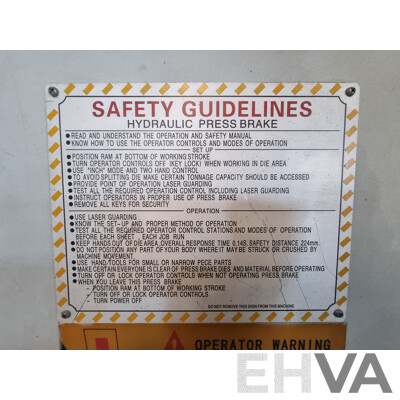 SAFETY GUIDELINES
HYDRAULIC PRESS BRAKE
● READ AND UNDERSTAND THE OPERATION AND SAFETY MANUAL
● KNOW HOW TO USE THE OPERATOR CONTROLS AND MODES OF OPERATION
SET UP
● POSITION RAM AT BOTTOM OF WORKING STROKE
● TURN OPERATOR CONTROLS OFF (KEY LOCK) WHEN WORKING IN DIE AREA
● USE "INCH" MODE AND TWO HAND CONTROL
● TO AVOID SPLITTING DIE MAKE CERTAIN TONNAGE CAPACITY SHOULD BE ACCESSED
● PROVIDE POINT OF OPERATION LASER GUARDING
● TEST ALL THE REQUIRED OPERATION CONTROL INCLUDING LASER GUARDING
● INSTRUCT OPERATORS IN PROPER USE OF PRESS BRAKE
● REMOVE ALL KEYS FOR SECURITY
OPERATION
● USE LASER GUARDING
● KNOW THE SET-UP AND PROPER METHOD OF OPERATION
● TEST ALL THE REQUIRED OPERATOR CONTROL STATIONS AND MODES OF OPERATION
BEFORE EACH SHEET , EACH JOB RUN
● KEEP HANDS OUT OF DIE AREA, OVERALL RESPONSE TIME 0.14S. SAFETY DISTANCE 224mm.
● DO NOT POSITION ANY PART OF YOUR BODY WHERE IT MAY BE STRUCK OR CRUSHED BY
MACHINE MOVEMENT.
● USE HAND/TOOLS FOR SMALL OR NARROW PECE PARTS
● MAKE CERTAIN EVERYONE IS CLEAR OF PRESS BRAKE DIES AND MATERIAL BEFORE OPERATING
● TURN OFF OR LOCK OPERATOR CONTROLS WHEN NOT OPERATING PRESS BRAKE
● WHEN YOU LEAVE THIS PRESS BRAKE
- POSITION RAM AT BOTTOM OF WORKING STROKE
- TURN OFF OR LOCK OPERATOR CONTROLS
- TURN POWER OFF
DO NOT REMOVE THIS SIGN FROM THIS MACHINE
OPERATOR WARNING
EHVA